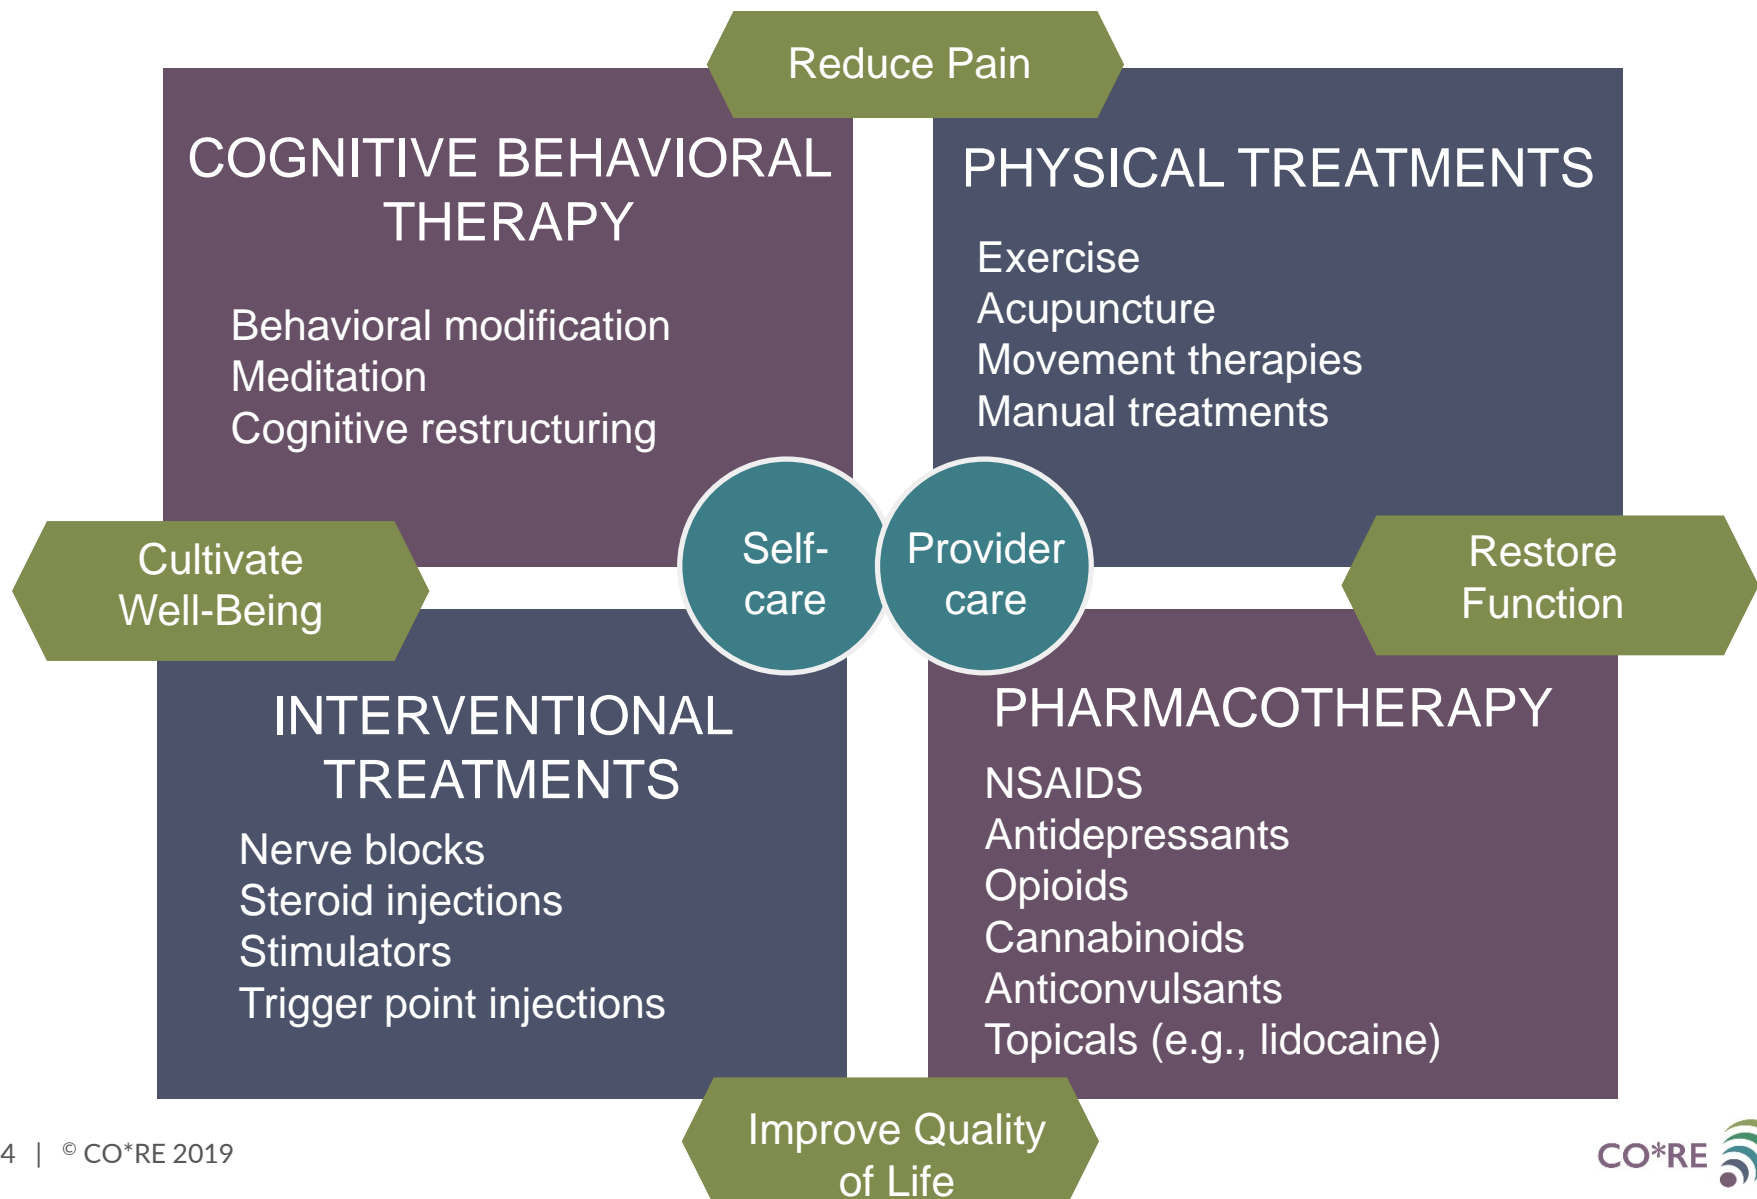 Reduce Pain
COGNITIVE BEHAVIORAL
THERAPY
Behavioral modification
Meditation
Cognitive restructuring
PHYSICAL TREATMENTS
Exercise
Acupuncture
Movement therapies
Manual treatments
Cultivate
Well-Being
Self-
care
Provider
care
Restore
Function
INTERVENTIONAL
TREATMENTS
Nerve blocks
Steroid injections
Stimulators
Trigger point injections
PHARMACOTHERAPY
NSAIDS
Antidepressants
Opioids
Cannabinoids
Anticonvulsants
Topicals (e.g., lidocaine)
Improve Quality
of Life
4 | © CO*RE 2019
CO*RE